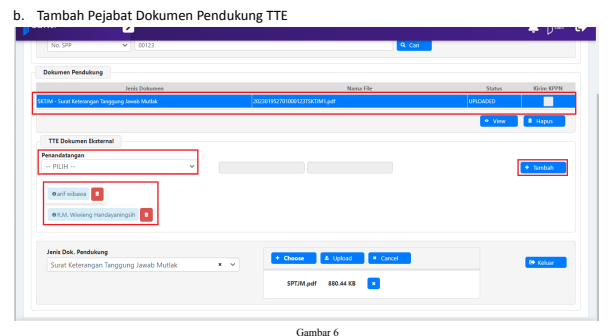 b. Tambah Pejabat Dokumen Pendukung TTE
No. SPP 00123 Cari
Dokumen Pendukung
Jenis Dokumen Nama File Status Kirim KPPN
SKTJM - Surat Keterangan Tanggung Jawab Mutlak 202301952701000123TSKTJM1.pdf UPLOADED
View Hapus
TTE Dokumen Eksternal
Penandatangan
-- PILIH -- + Tambah
arif wibawa
R.M. Wiwieng Handayaningsih
Jenis Dok. Pendukung
Surat Keterangan Tanggung Jawab Mutlak × + Choose Upload × Cancel Keluar
SPTJM.pdf 880.44 KB ×
Gambar 6